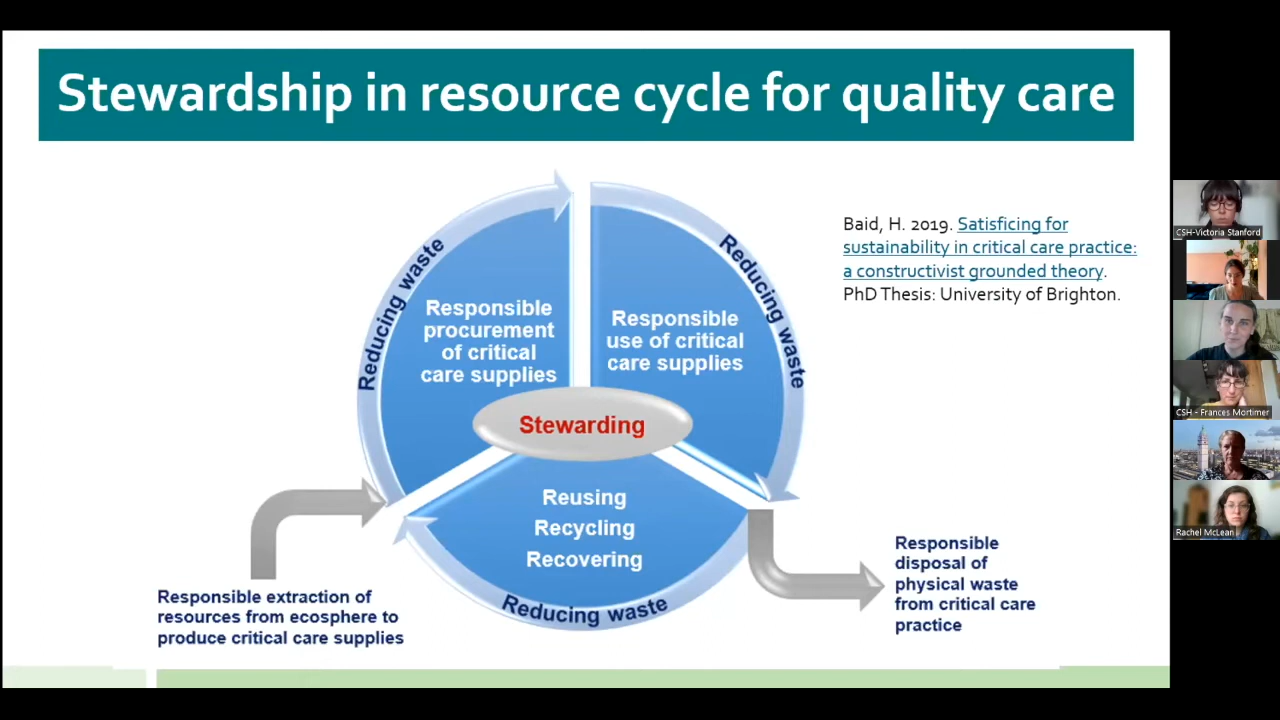 Stewardship in resource cycle for quality care
Reducing waste
Responsible
procurement
of critical
care supplies
Reducing waste
Responsible
use of critical
care supplies
Stewarding
Reusing
Recycling
Recovering
Reducing waste
Responsible extraction of
resources from ecosphere to
produce critical care supplies
Responsible
disposal of
physical waste
from critical care
practice
Baid, H. 2019. Satisficing for
sustainability in critical care practice:
a constructivist grounded theory.
PhD Thesis: University of Brighton.
CSH-Victoria Stanford
CSH - Frances Mortimer
Rachel McLean